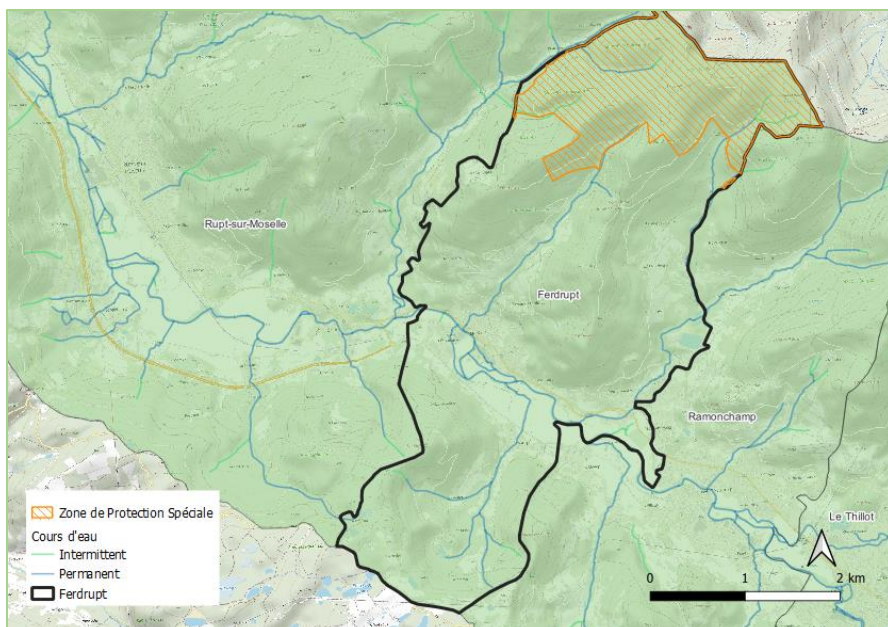 Rupt-sur-Moselle
Ferdrupt
Ramonchamp
Le Thillot
Zone de Protection Spéciale
Cours d'eau
Intermittent
Permanent
Ferdrupt
0 1 2 km